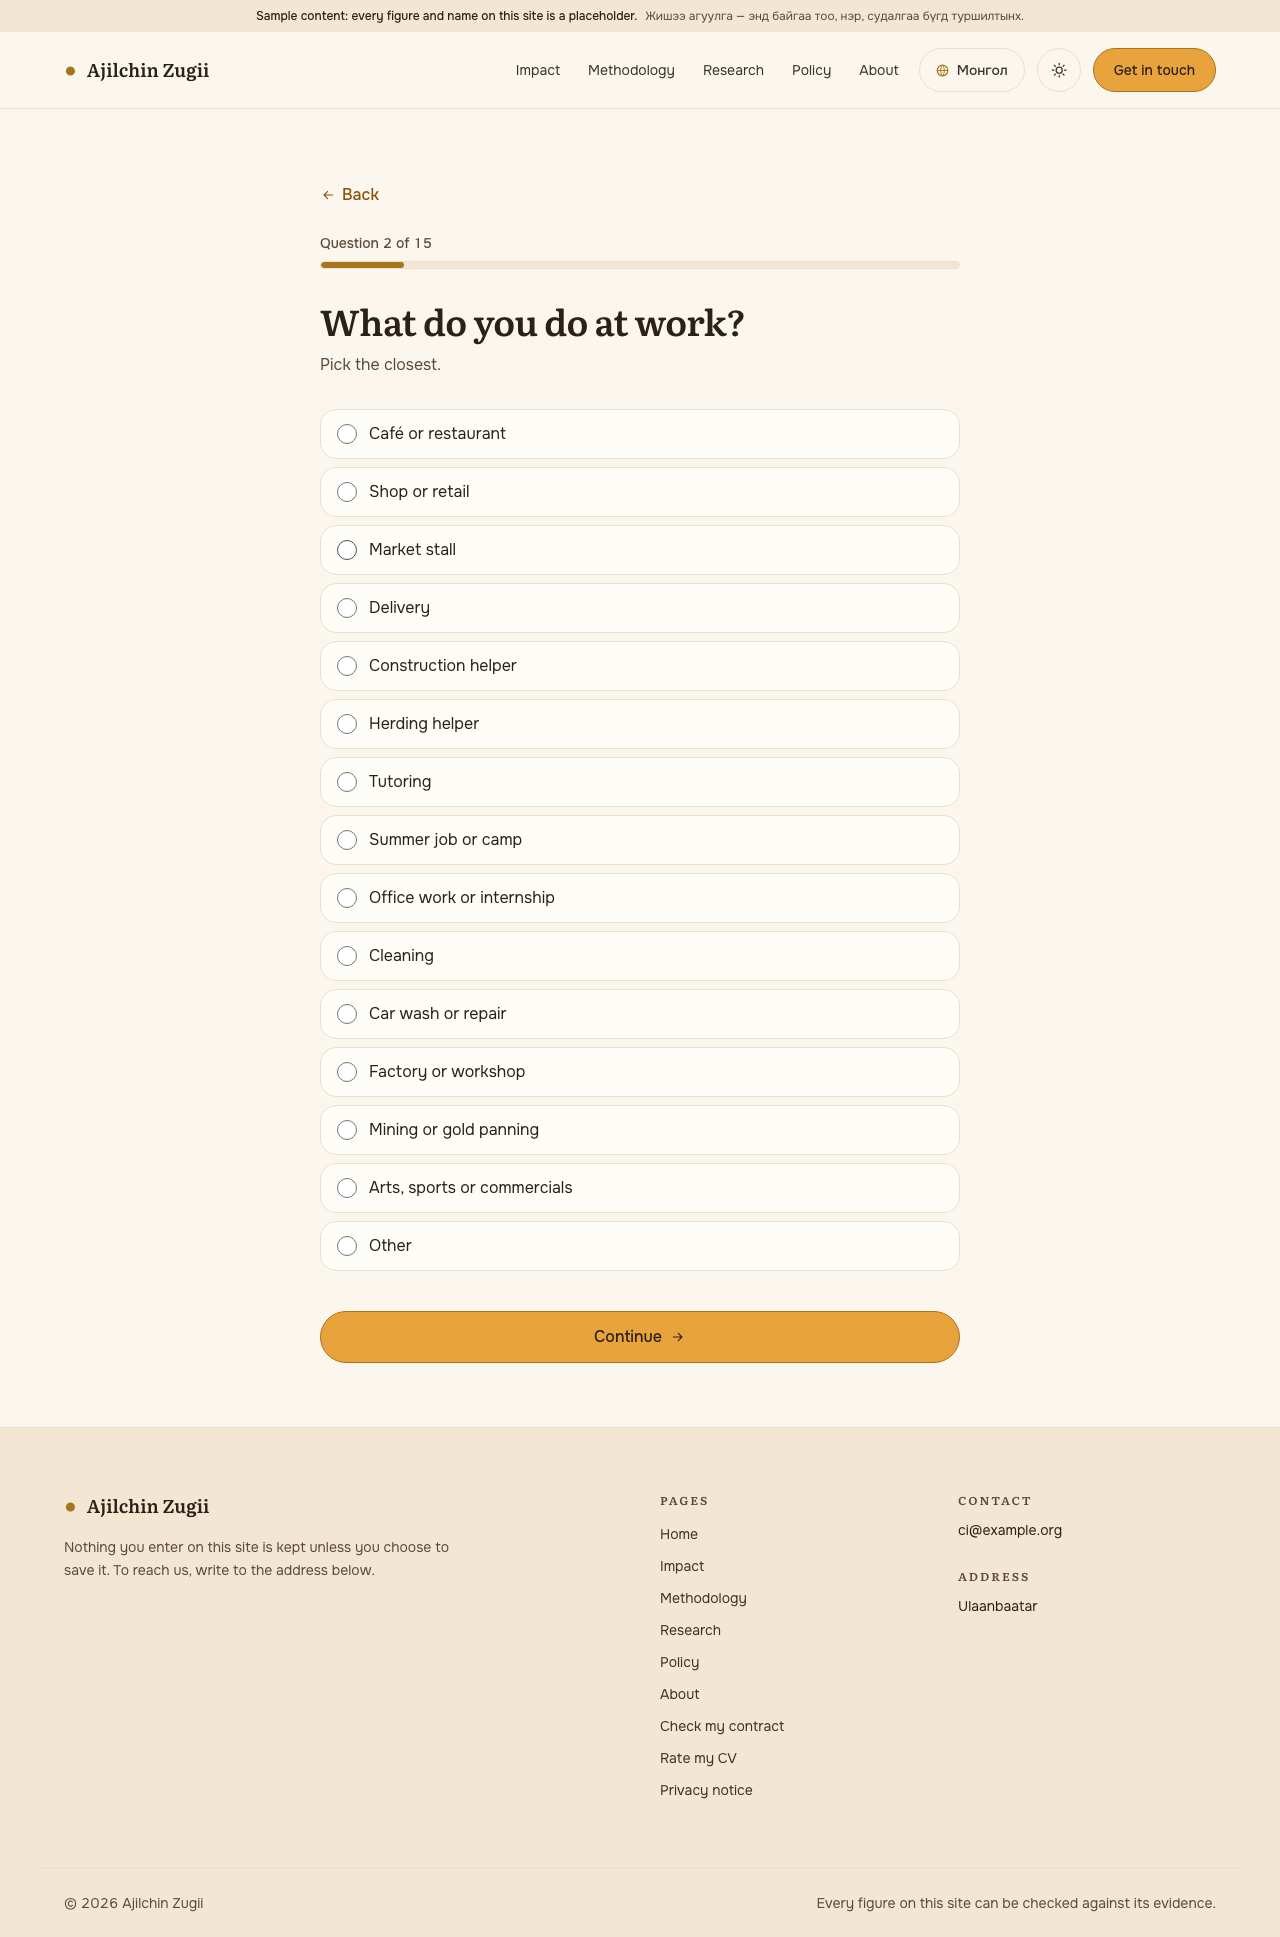 Sample content: every figure and name on this site is a placeholder. Жишээ агуулга — энд байгаа тоо, нэр, судалгаа бүгд туршилтынх.
Ajilchin Zugii
Impact
Methodology
Research
Policy
About
Монгол
Get in touch
← Back
Question 2 of 15
What do you do at work?
Pick the closest.
Café or restaurant
Shop or retail
Market stall
Delivery
Construction helper
Herding helper
Tutoring
Summer job or camp
Office work or internship
Cleaning
Car wash or repair
Factory or workshop
Mining or gold panning
Arts, sports or commercials
Other
Continue →
Ajilchin Zugii
Nothing you enter on this site is kept unless you choose to
save it. To reach us, write to the address below.
PAGES
Home
Impact
Methodology
Research
Policy
About
Check my contract
Rate my CV
Privacy notice
CONTACT
ci@example.org
ADDRESS
Ulaanbaatar
© 2026 Ajilchin Zugii
Every figure on this site can be checked against its evidence.